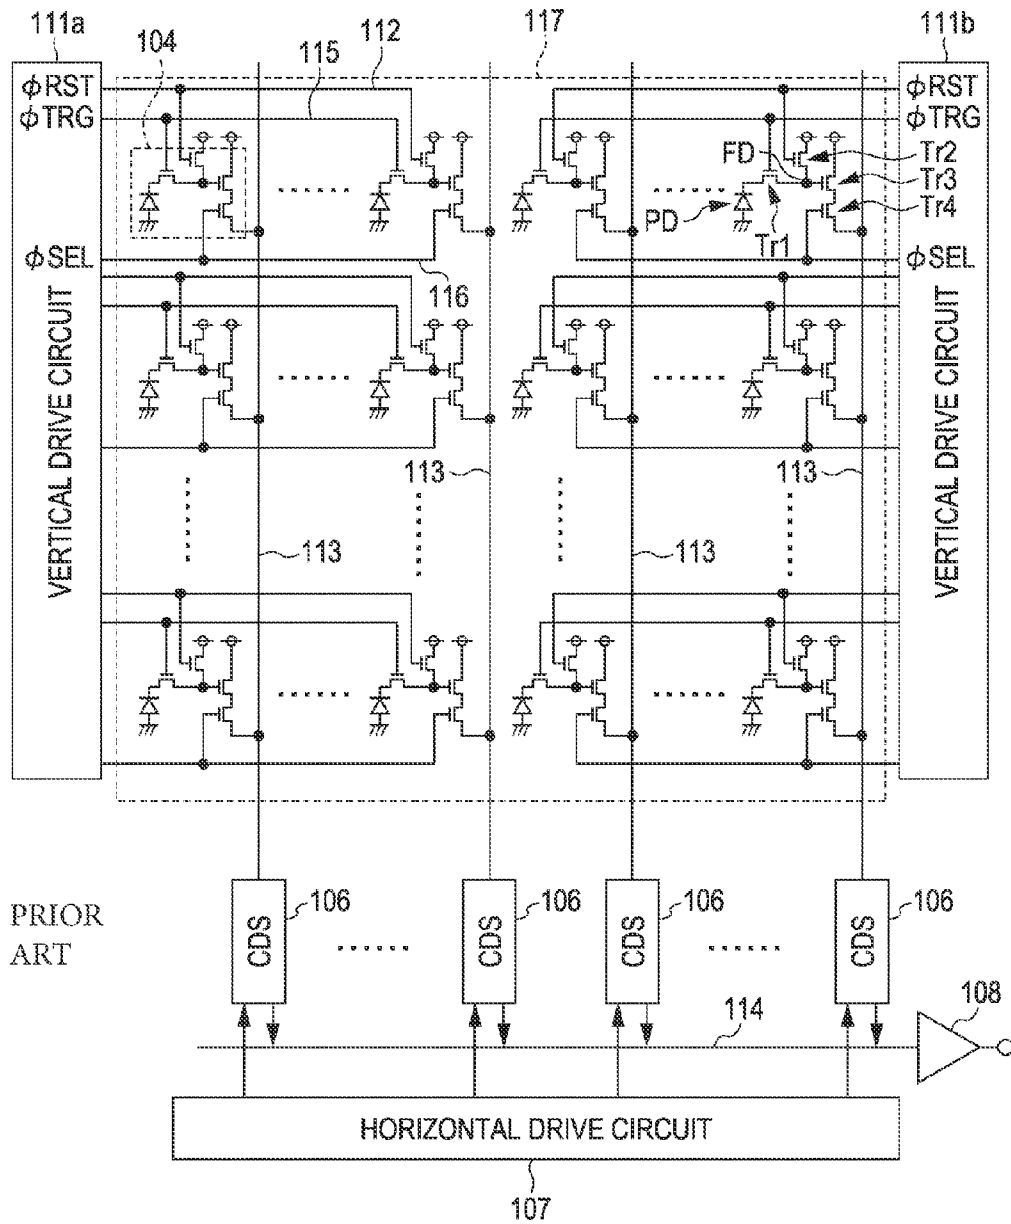 111a
104
112
115
117
111b
ϕRST
ϕTRG
ϕSEL
VERTICAL DRIVE CIRCUIT
116
FD
PD
Tr1
Tr2
Tr3
Tr4
ϕRST
ϕTRG
ϕSEL
VERTICAL DRIVE CIRCUIT
113
113
113
113
PRIOR
ART
CDS
106
CDS
106
CDS
106
CDS
106
114
108
HORIZONTAL DRIVE CIRCUIT
107